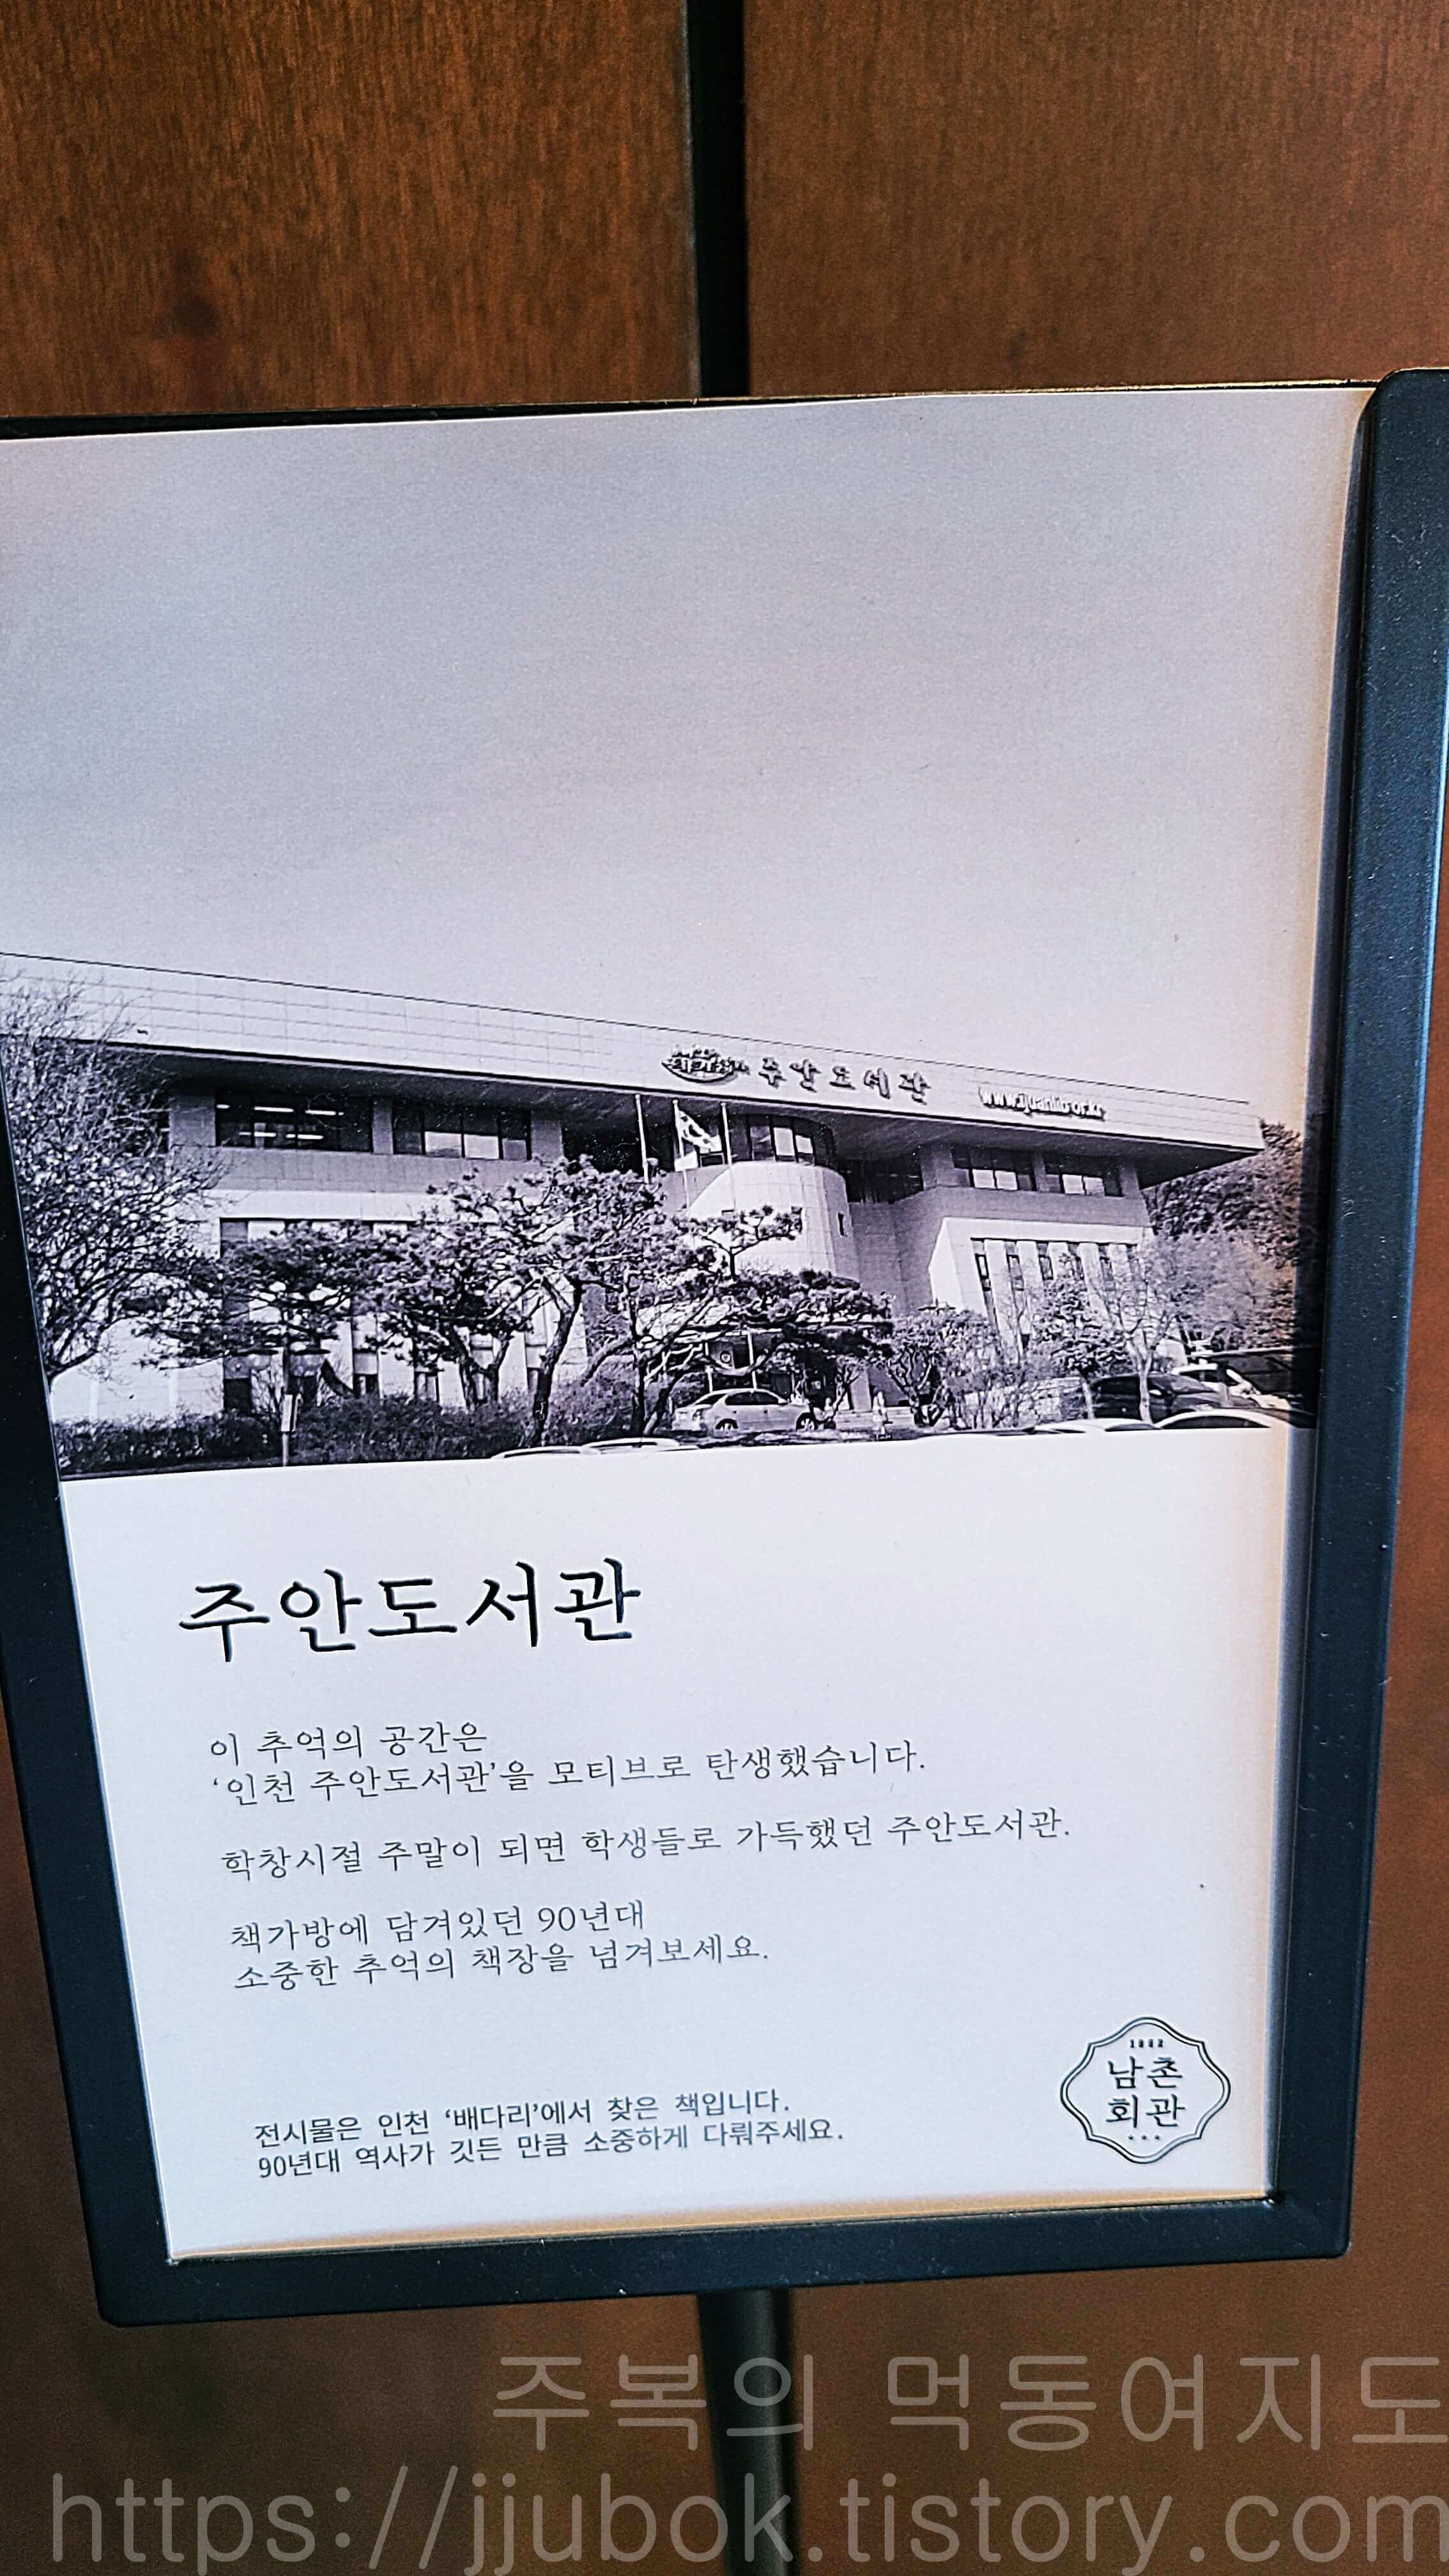 주안도서관
www.ijuanlib.or.kr
주안도서관
이 추억의 공간은
‘인천 주안도서관’을 모티브로 탄생했습니다.
학창시절 주말이 되면 학생들로 가득했던 주안도서관.
책가방에 담겨있던 90년대
소중한 추억의 책장을 넘겨보세요.
전시물은 인천 ‘배다리’에서 찾은 책입니다.
90년대 역사가 깃든 만큼 소중하게 다뤄주세요.
남촌
회관
주복의 먹동여지도
https://jjubok.tistory.com